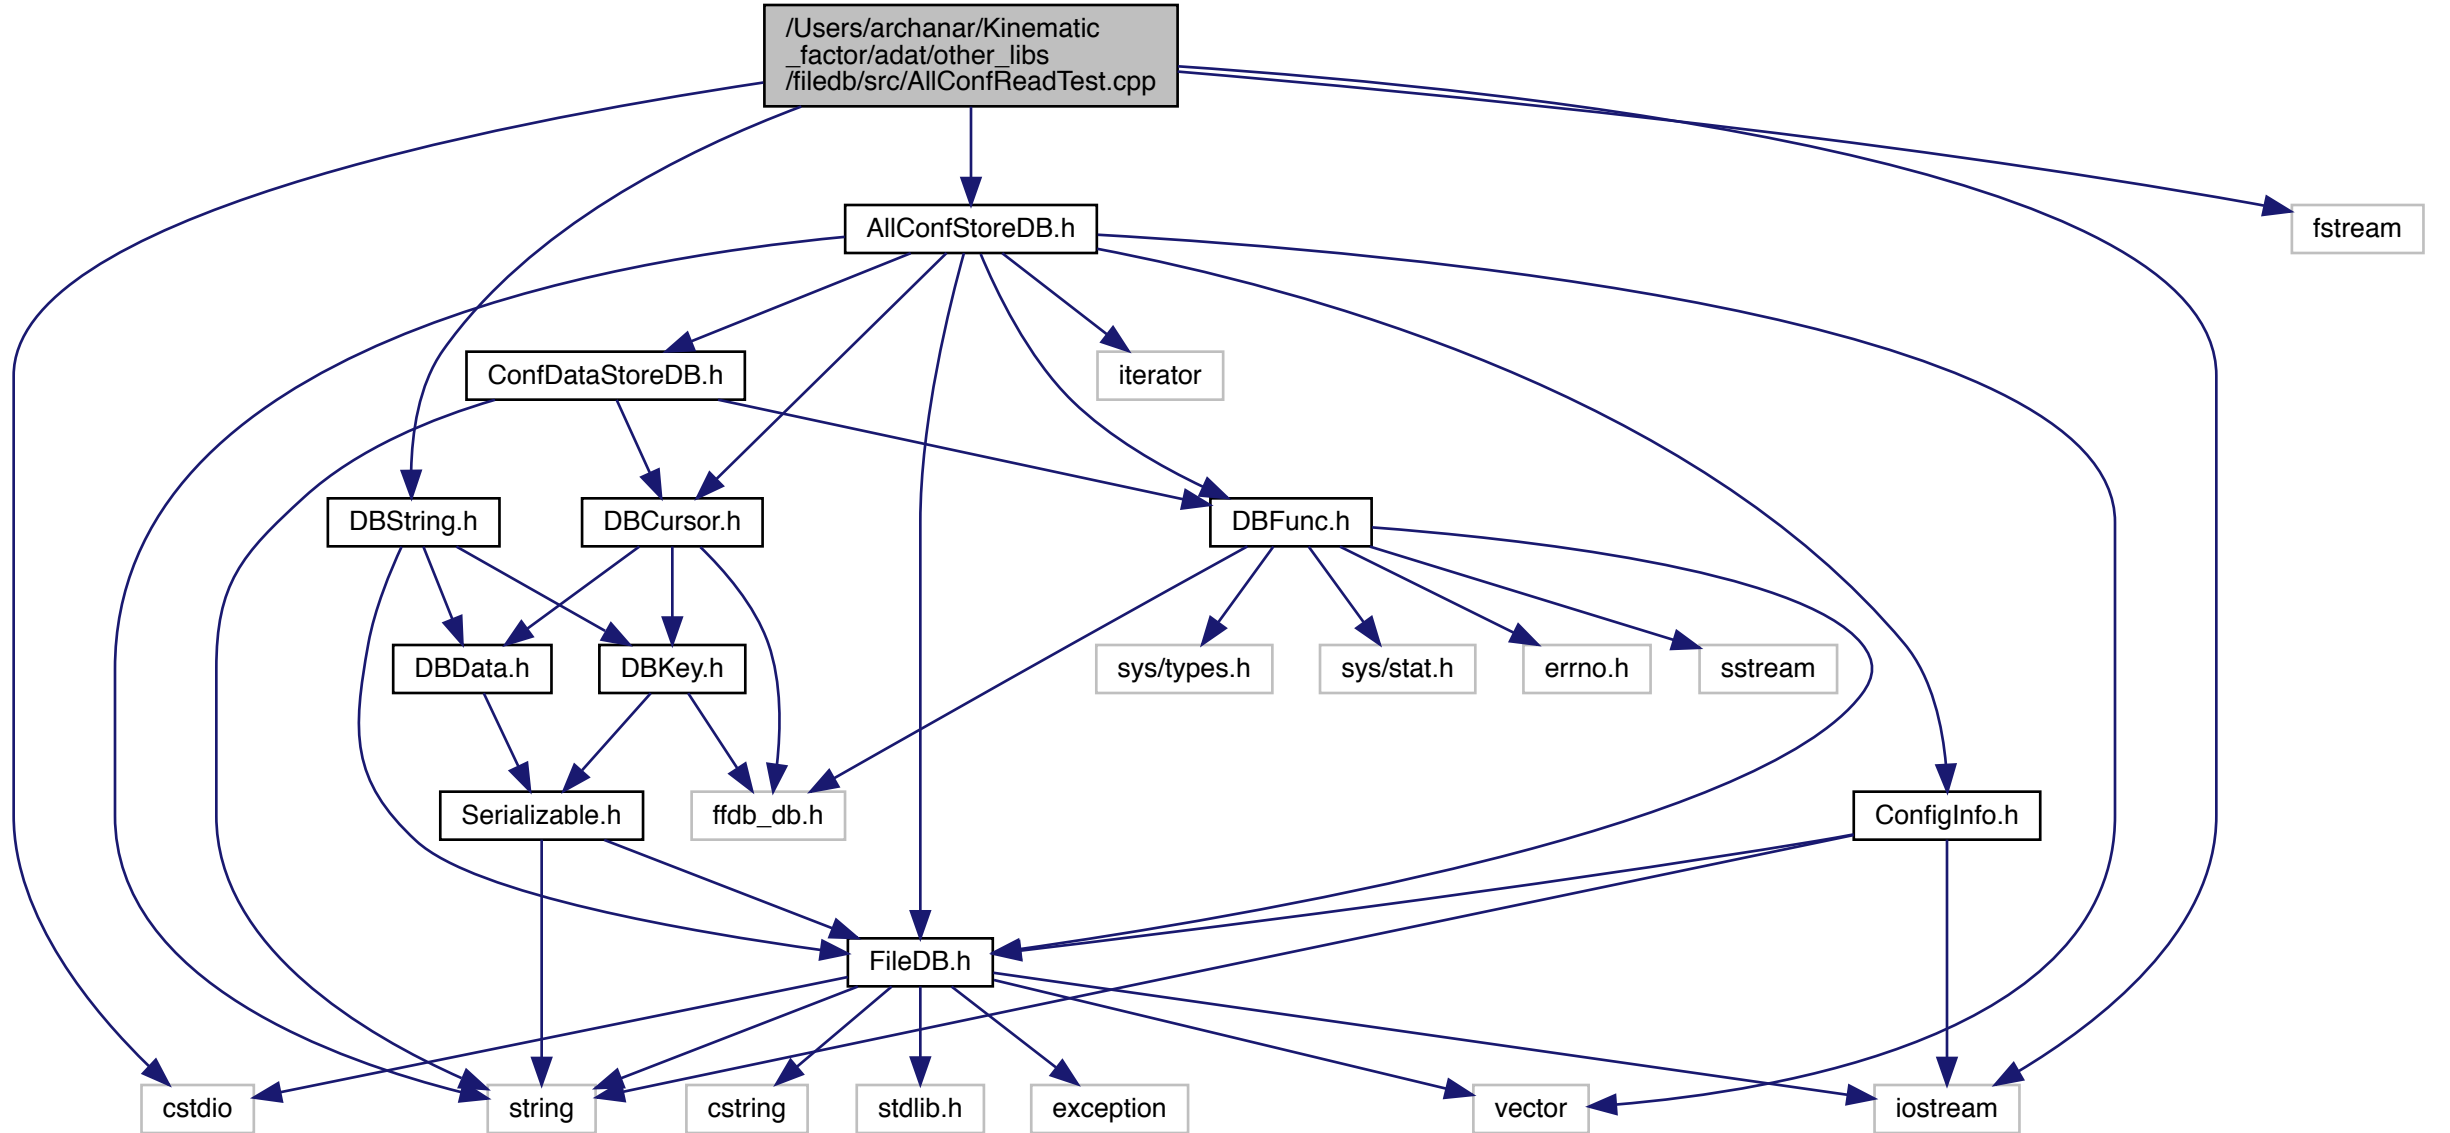 /Users/archanar/Kinematic
_factor/adat/other_libs
/filedb/src/AllConfReadTest.cpp
AllConfStoreDB.h
fstream
ConfDataStoreDB.h
iterator
DBString.h
DBCursor.h
DBFunc.h
DBData.h
DBKey.h
sys/types.h
sys/stat.h
errno.h
sstream
Serializable.h
ffdb_db.h
ConfigInfo.h
FileDB.h
cstdio
string
cstring
stdlib.h
exception
vector
iostream